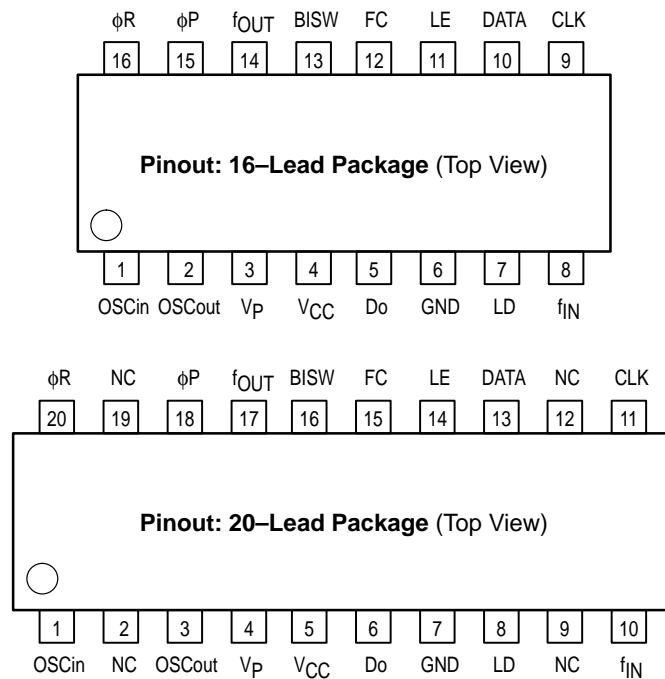 ϕR ϕP fOUT BISW FC LE DATA CLK
16 15 14 13 12 11 10 9
Pinout: 16–Lead Package (Top View)
1 2 3 4 5 6 7 8
OSCin OSCout VP VCC Do GND LD fIN
ϕR NC ϕP fOUT BISW FC LE DATA NC CLK
20 19 18 17 16 15 14 13 12 11
Pinout: 20–Lead Package (Top View)
1 2 3 4 5 6 7 8 9 10
OSCin NC OSCout VP VCC Do GND LD NC fIN